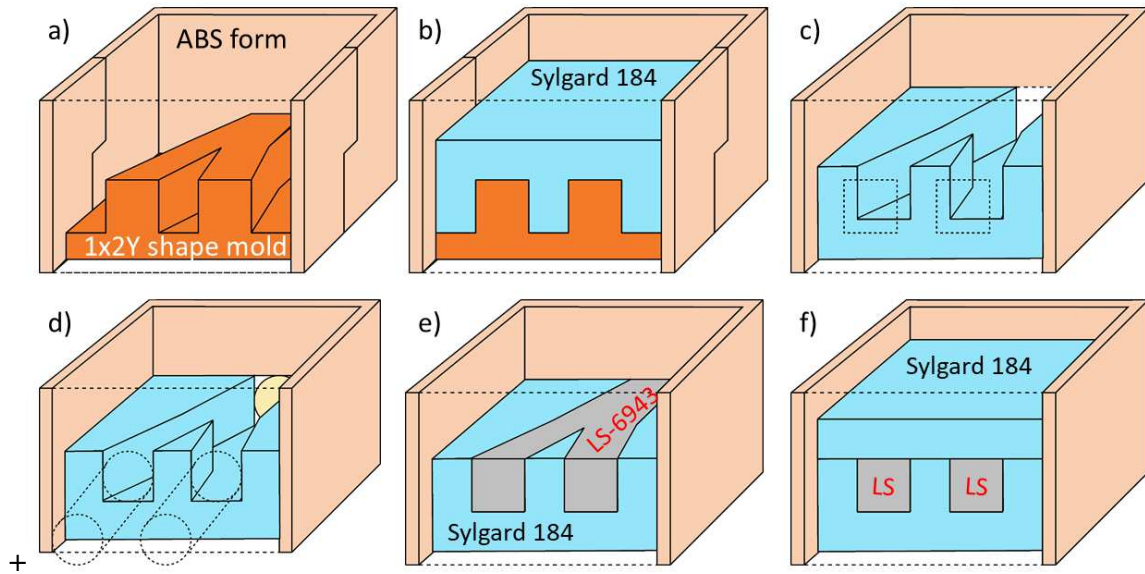 a)
ABS form
1x2Y shape mold
b)
Sylgard 184
c)
d)
e)
LS-6943
Sylgard 184
f)
Sylgard 184
LS
LS
+